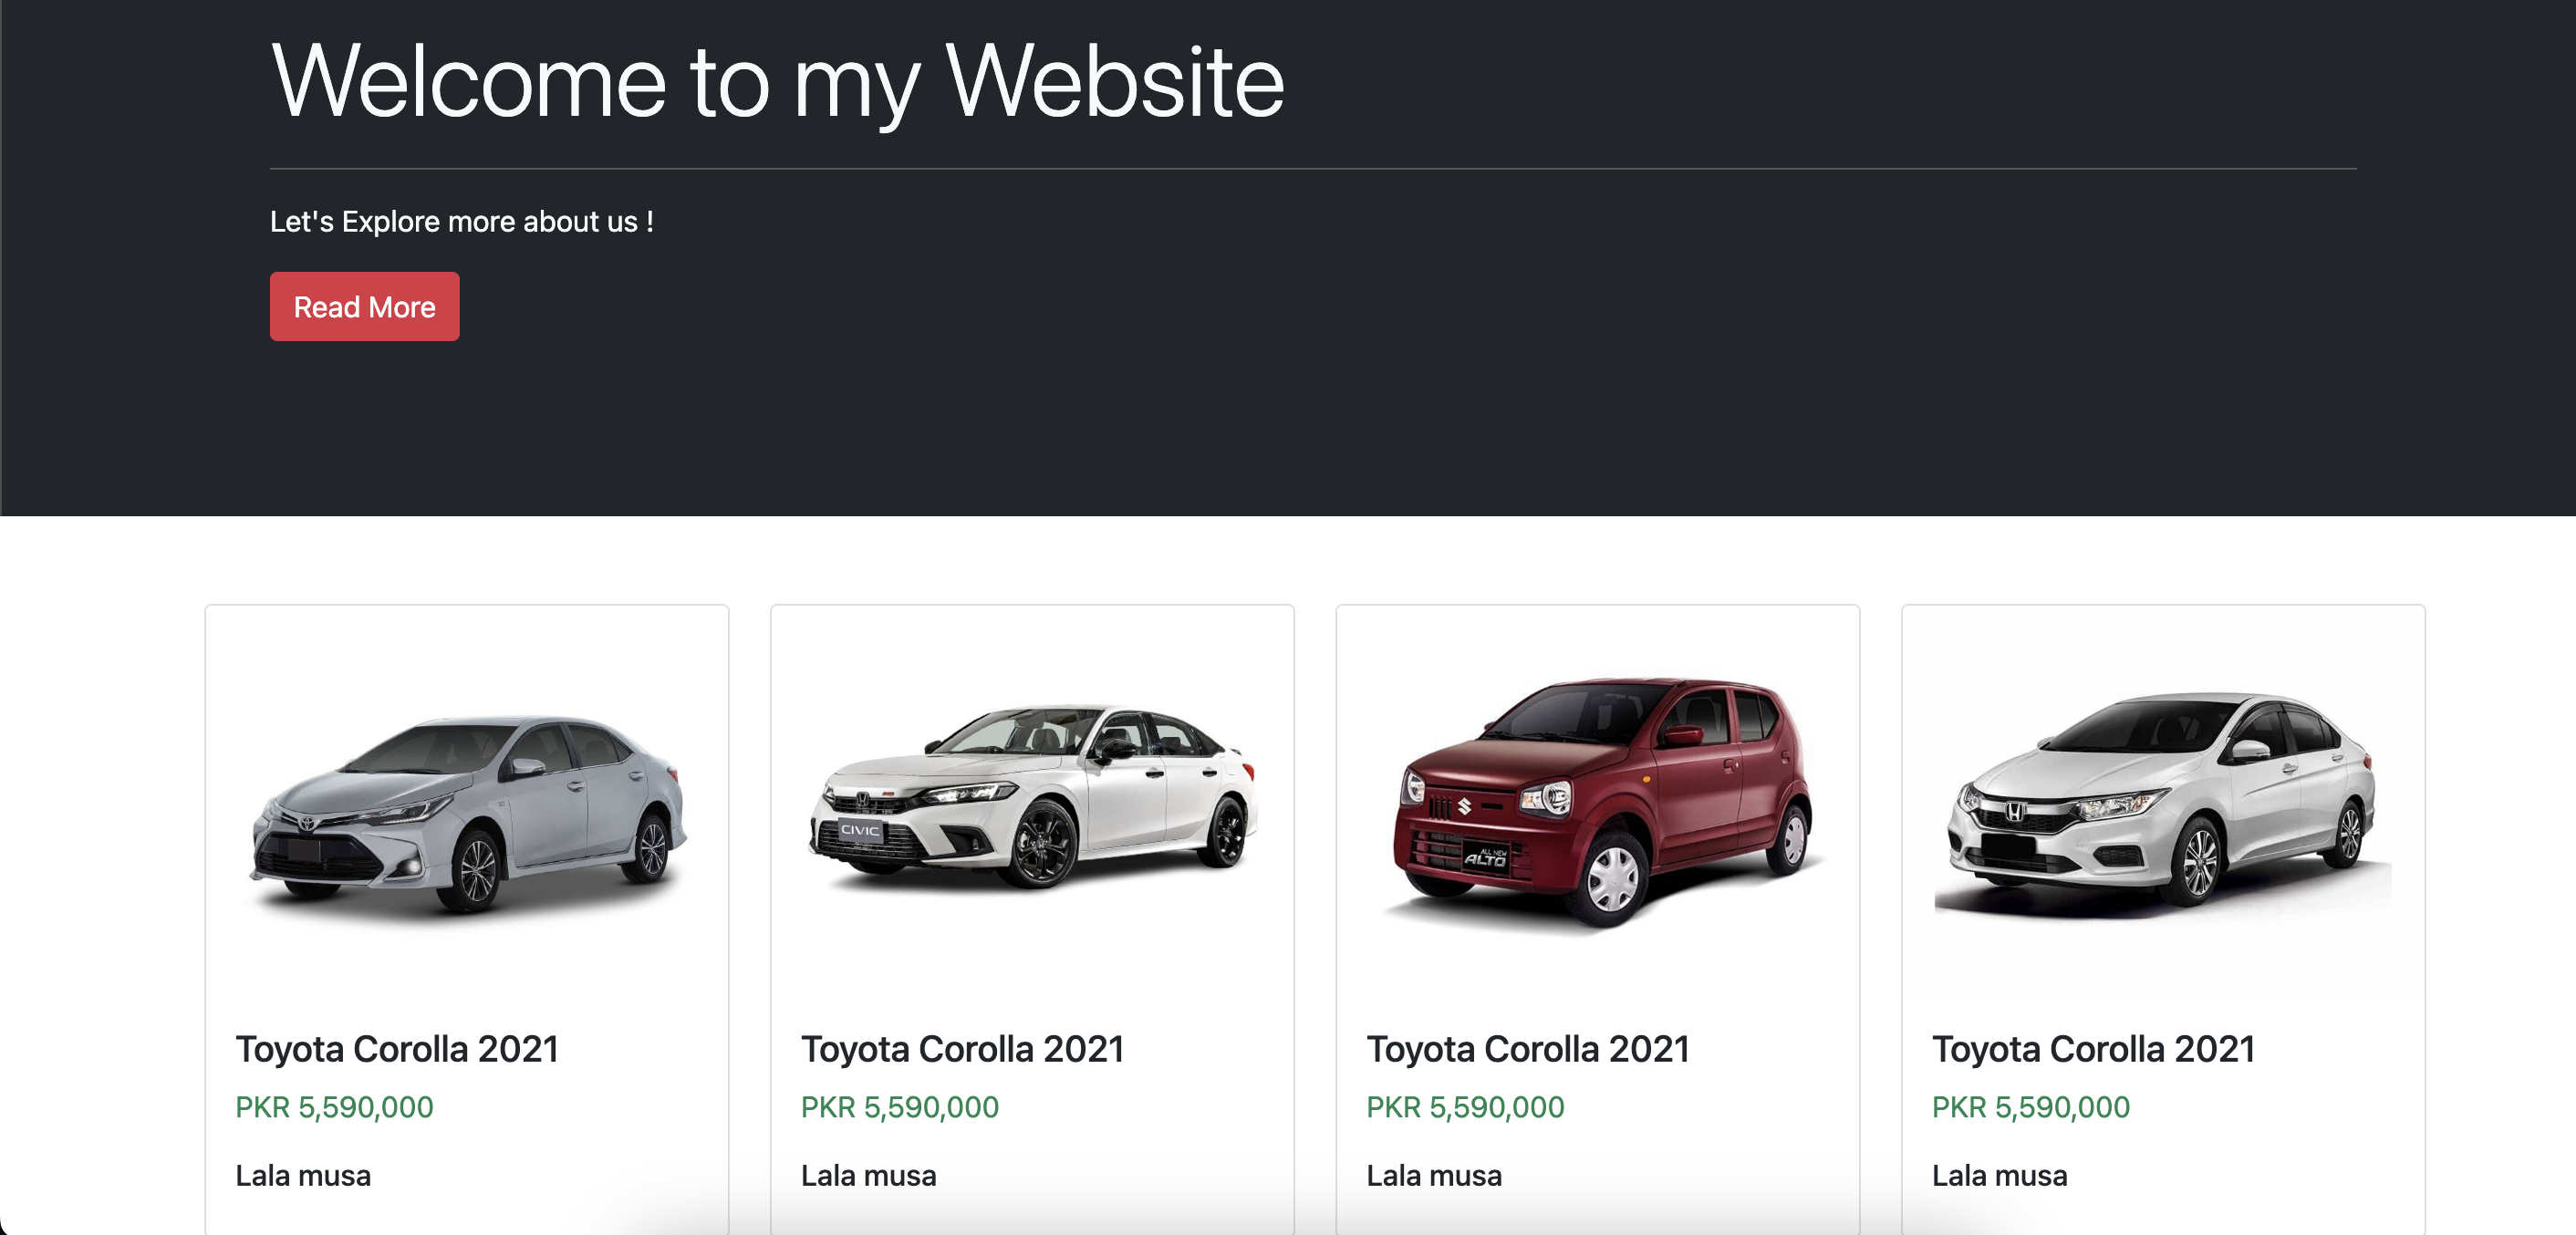 Welcome to my Website
Let's Explore more about us !
Read More
CIVIC
ALL NEW
ALTO
Toyota Corolla 2021
PKR 5,590,000
Lala musa
Toyota Corolla 2021
PKR 5,590,000
Lala musa
Toyota Corolla 2021
PKR 5,590,000
Lala musa
Toyota Corolla 2021
PKR 5,590,000
Lala musa